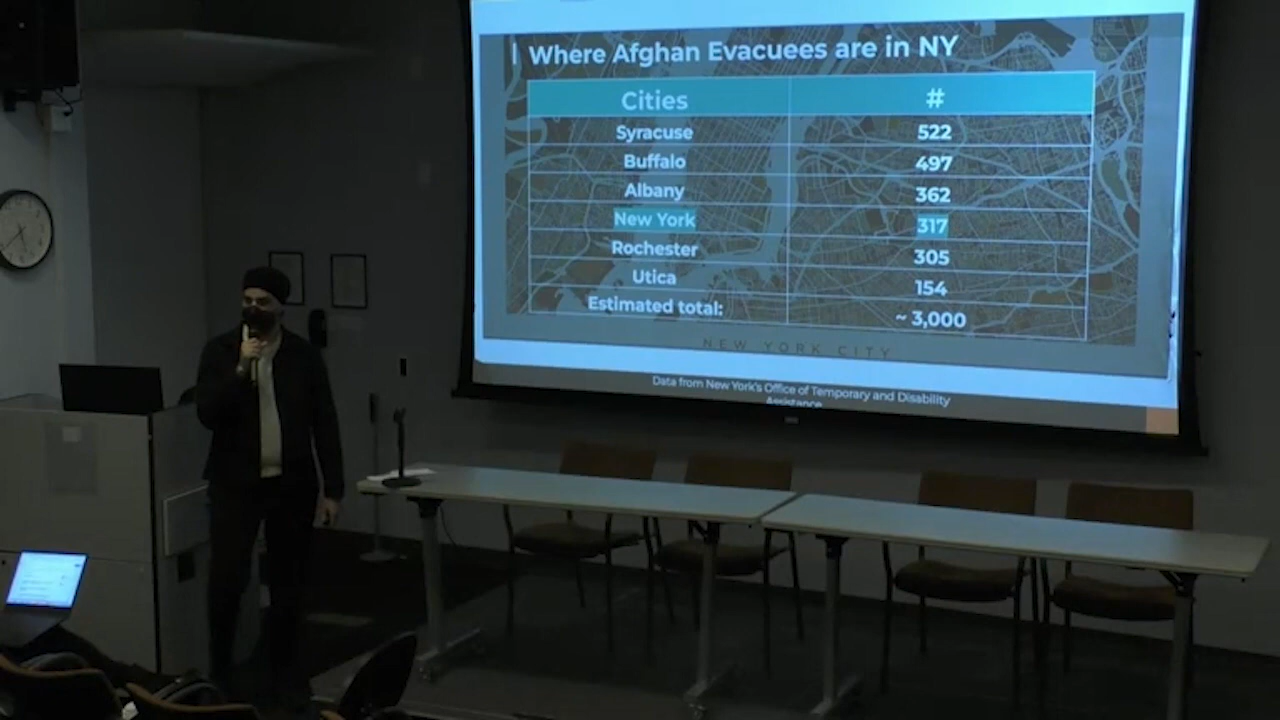 Where Afghan Evacuees are in NY
Cities #
Syracuse 522
Buffalo 497
Albany 362
New York 317
Rochester 305
Utica 154
Estimated total: ~ 3,000
NEW YORK CITY
Data from New York's Office of Temporary and Disability
Assistance